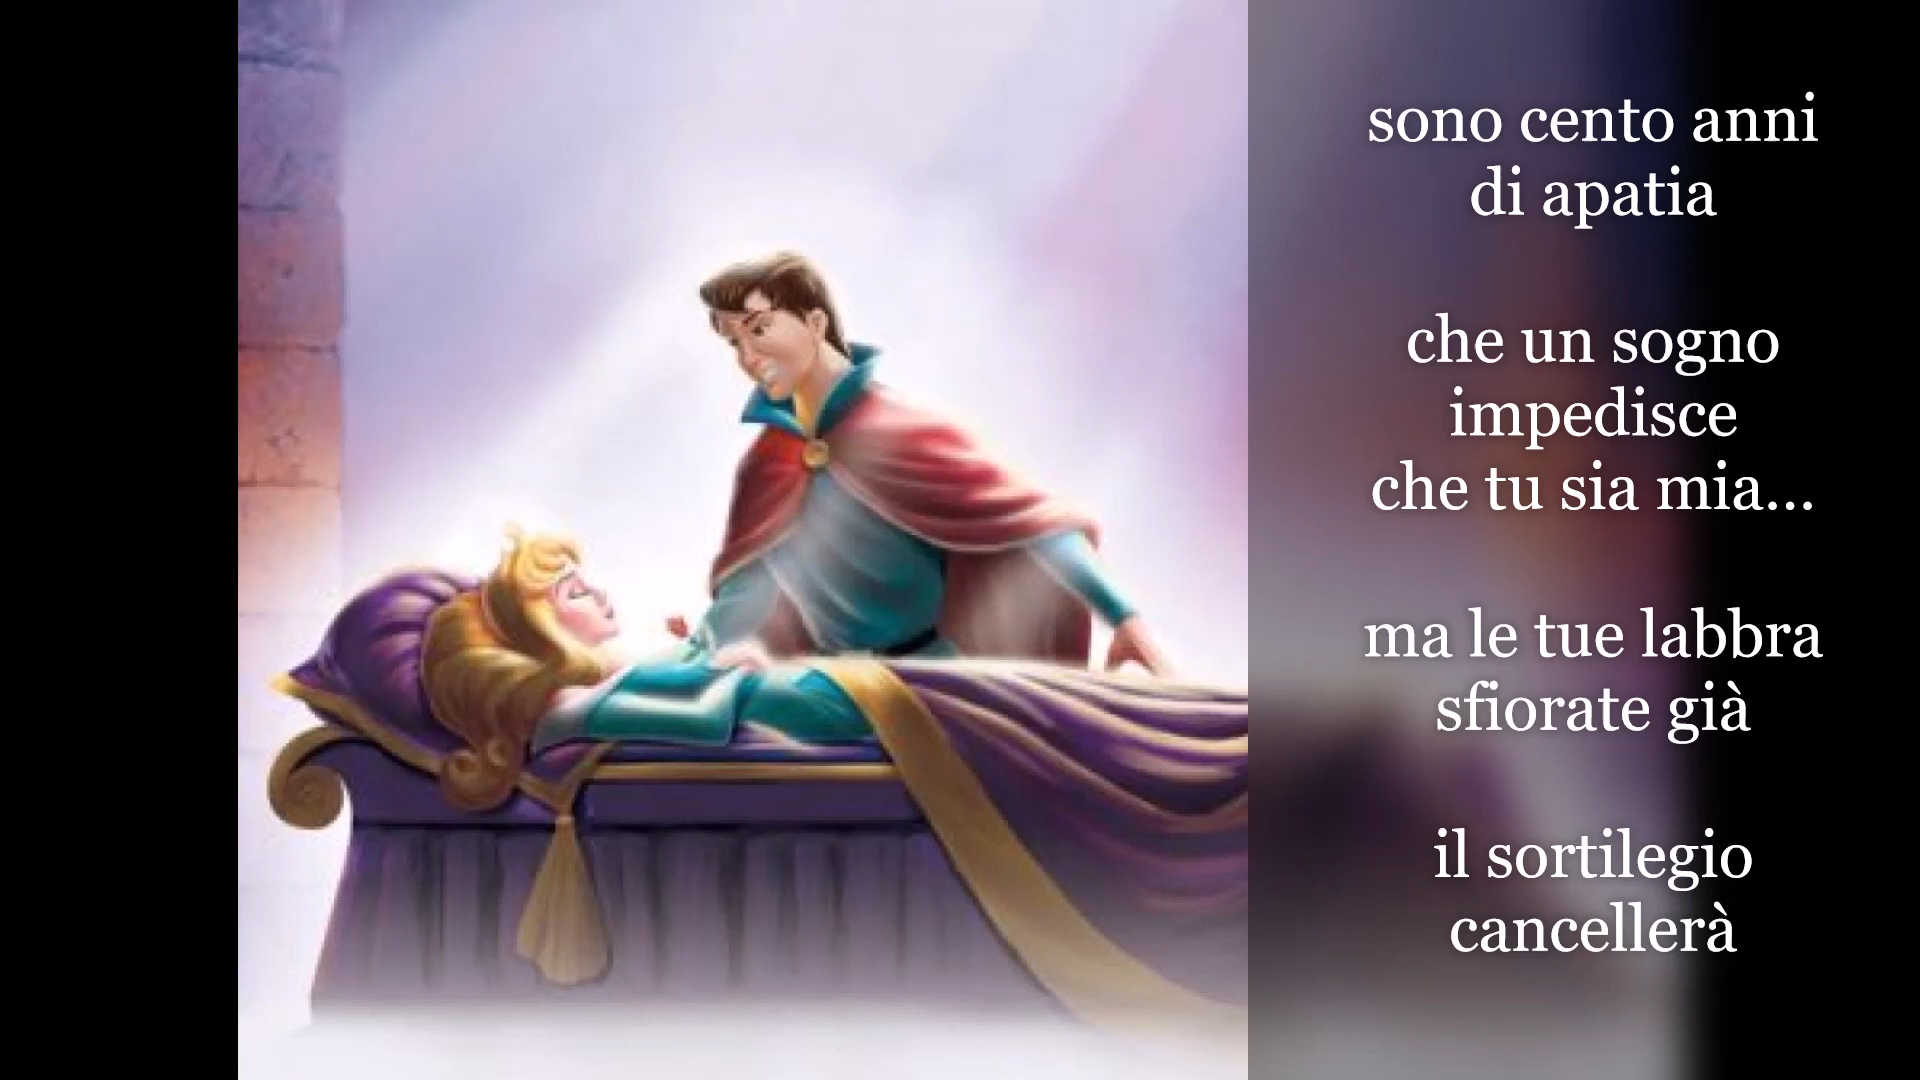 sono cento anni
di apatia
che un sogno
impedisce
che tu sia mia...
ma le tue labbra
sfiorate già
il sortilegio
cancellerà